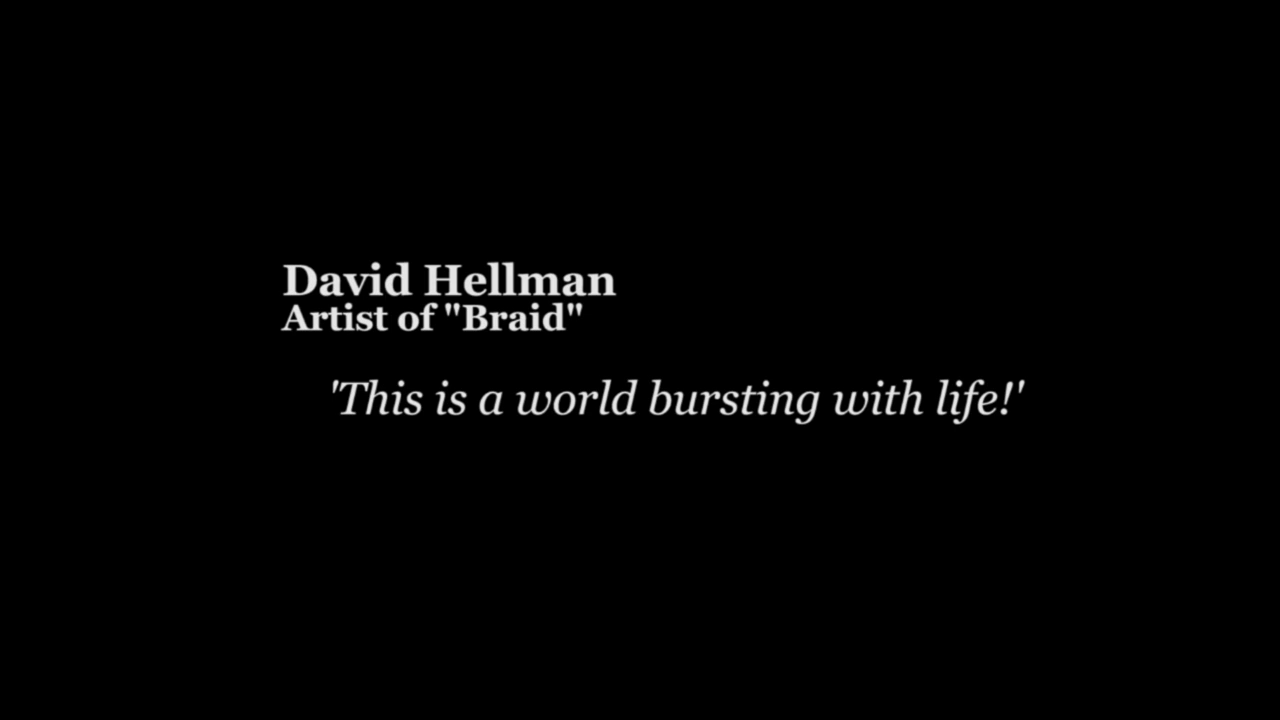 David Hellman
Artist of "Braid"
'This is a world bursting with life!'